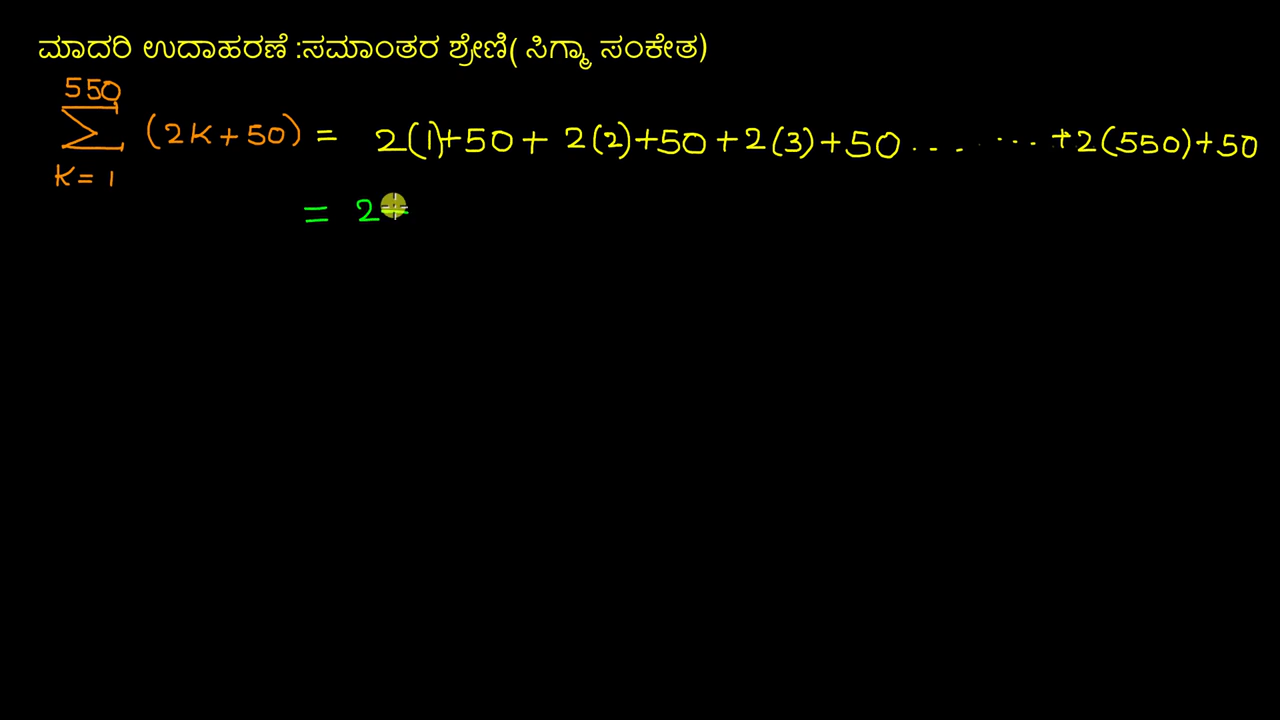 ಮಾದರಿ ಉದಾಹರಣೆ :ಸಮಾಂತರ ಶ್ರೇಣಿ( ಸಿಗ್ಮಾ ಸಂಕೇತ)
550
∑ (2K+50) = 2(1)+50+ 2(2)+50+2(3)+50.... ... +2(550)+50
K=1
= 2